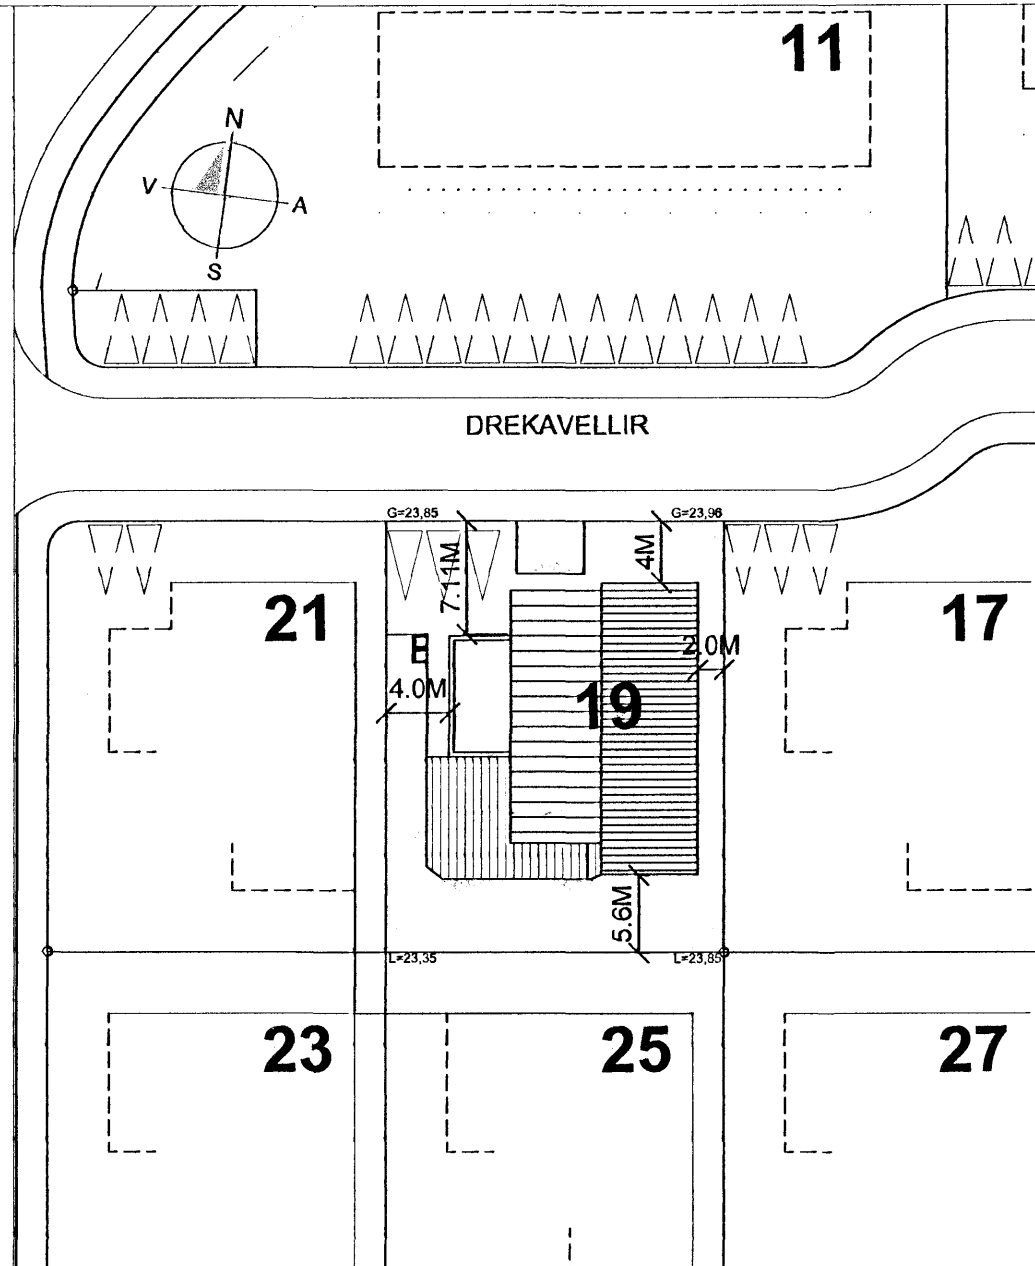 11
N
V
A
S
DREKAVELLIR
G=23,85
G=23,96
7.11M
4M
21
17
2.0M
4.0M
19
5.6M
L=23,35
L=23,85
23
25
27